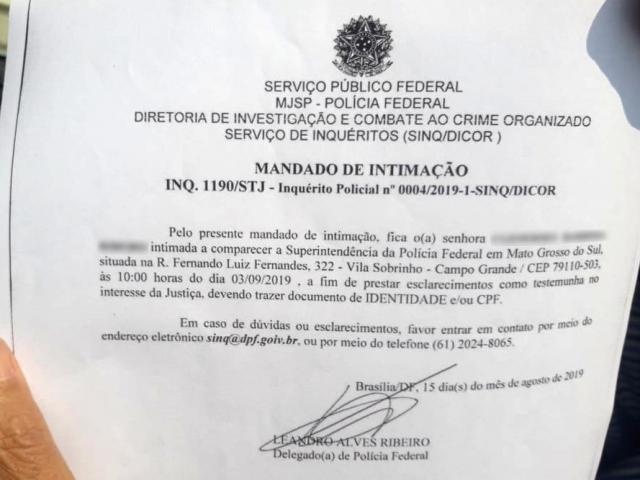 SERVIÇO PÚBLICO FEDERAL
MJSP - POLÍCIA FEDERAL
DIRETORIA DE INVESTIGAÇÃO E COMBATE AO CRIME ORGANIZADO
SERVIÇO DE INQUÉRITOS (SINQ/DICOR )
MANDADO DE INTIMAÇÃO
INQ. 1190/STJ - Inquérito Policial nº 0004/2019-1-SINQ/DICOR
Pelo presente mandado de intimação, fica o(a) senhora
intimada a comparecer a Superintendência da Polícia Federal em Mato Grosso do Sul,
situada na R. Fernando Luiz Fernandes, 322 - Vila Sobrinho - Campo Grande / CEP 79110-503,
às 10:00 horas do dia 03/09/2019 , a fim de prestar esclarecimentos como testemunha no
interesse da Justiça, devendo trazer documento de IDENTIDADE e/ou CPF.
Em caso de dúvidas ou esclarecimentos, favor entrar em contato por meio do
endereço eletrônico sinq@dpf.goiv.br, ou por meio do telefone (61) 2024-8065.
Brasília/DF, 15 dia(s) do mês de agosto de 2019
LEANDRO ALVES RIBEIRO
Delegado(a) de Polícia Federal